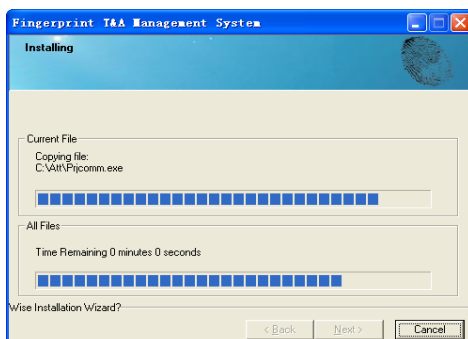 Fingerprint T&A Management System
Installing
Current File
Copying file:
C:\Att\Prjcomm.exe
All Files
Time Remaining 0 minutes 0 seconds
Wise Installation Wizard?
< Back Next > Cancel